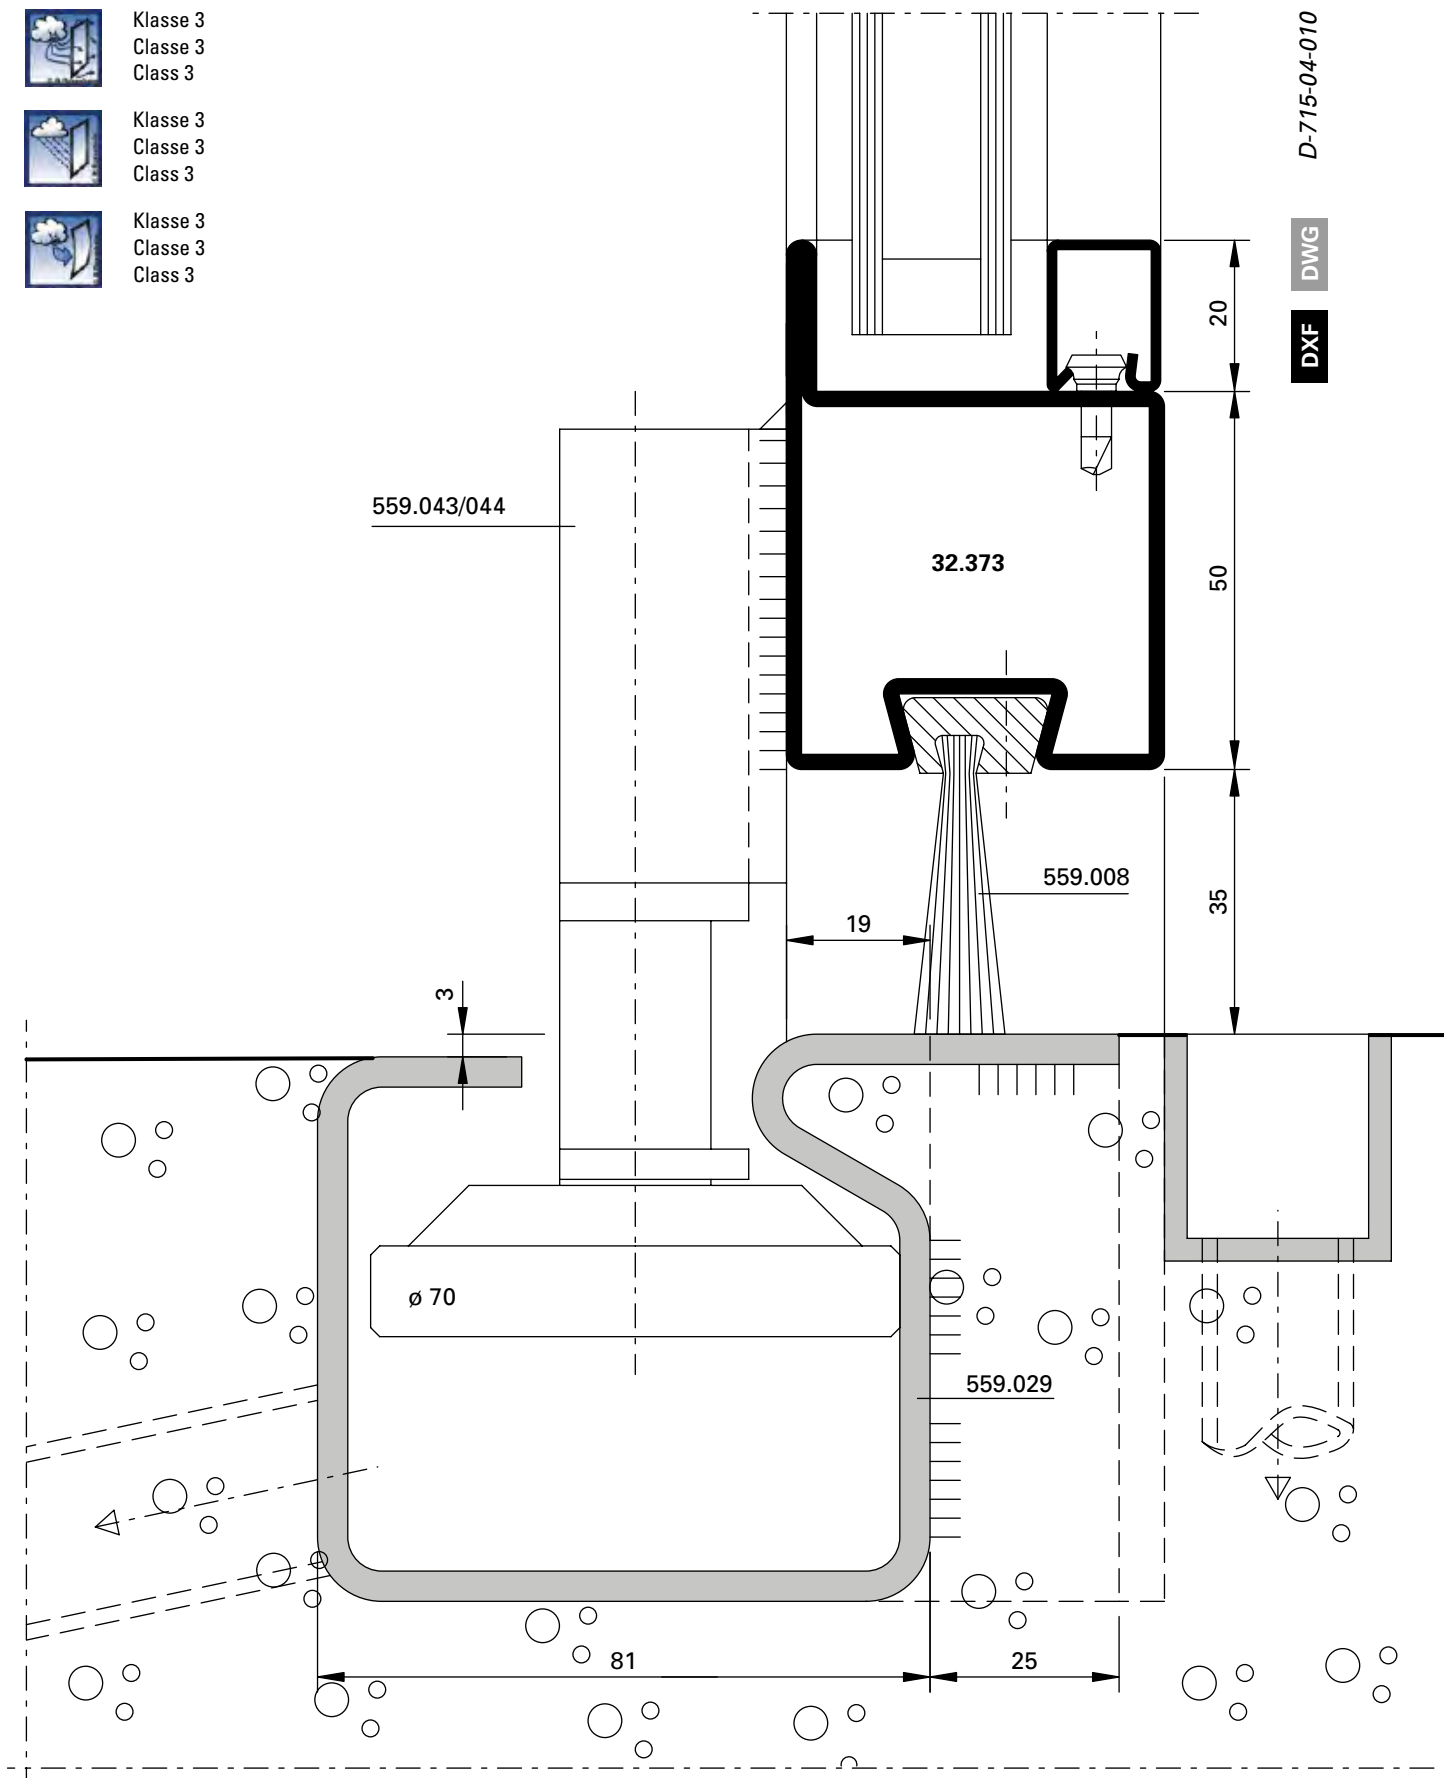 Klasse 3
Classe 3
Class 3
Klasse 3
Classe 3
Class 3
Klasse 3
Classe 3
Class 3
D-715-04-010
DWG
DXF
20
559.043/044
32.373
50
559.008
35
19
3
ø 70
559.029
81
25